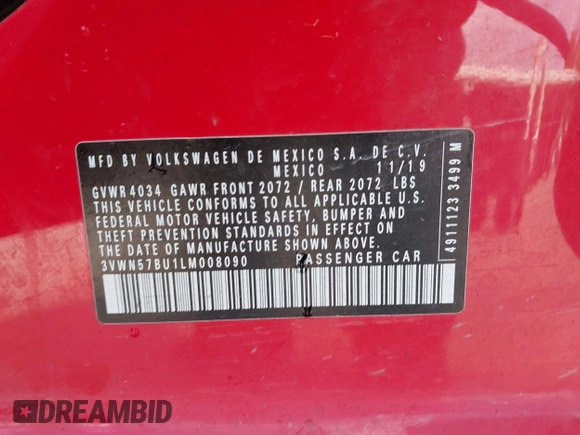 MFD BY VOLKSWAGEN DE MEXICO S.A. DE C.V.
MEXICO 11/19
GVWR 4034 GAWR FRONT 2072 / REAR 2072 LBS
THIS VEHICLE CONFORMS TO ALL APPLICABLE U.S.
FEDERAL MOTOR VEHICLE SAFETY, BUMPER AND
THEFT PREVENTION STANDARDS IN EFFECT ON
THE DATE OF MANUFACTURE SHOWN ABOVE.
3VWN57BU1LM008090 PASSENGER CAR
4911123 3499 M
DREAMBID